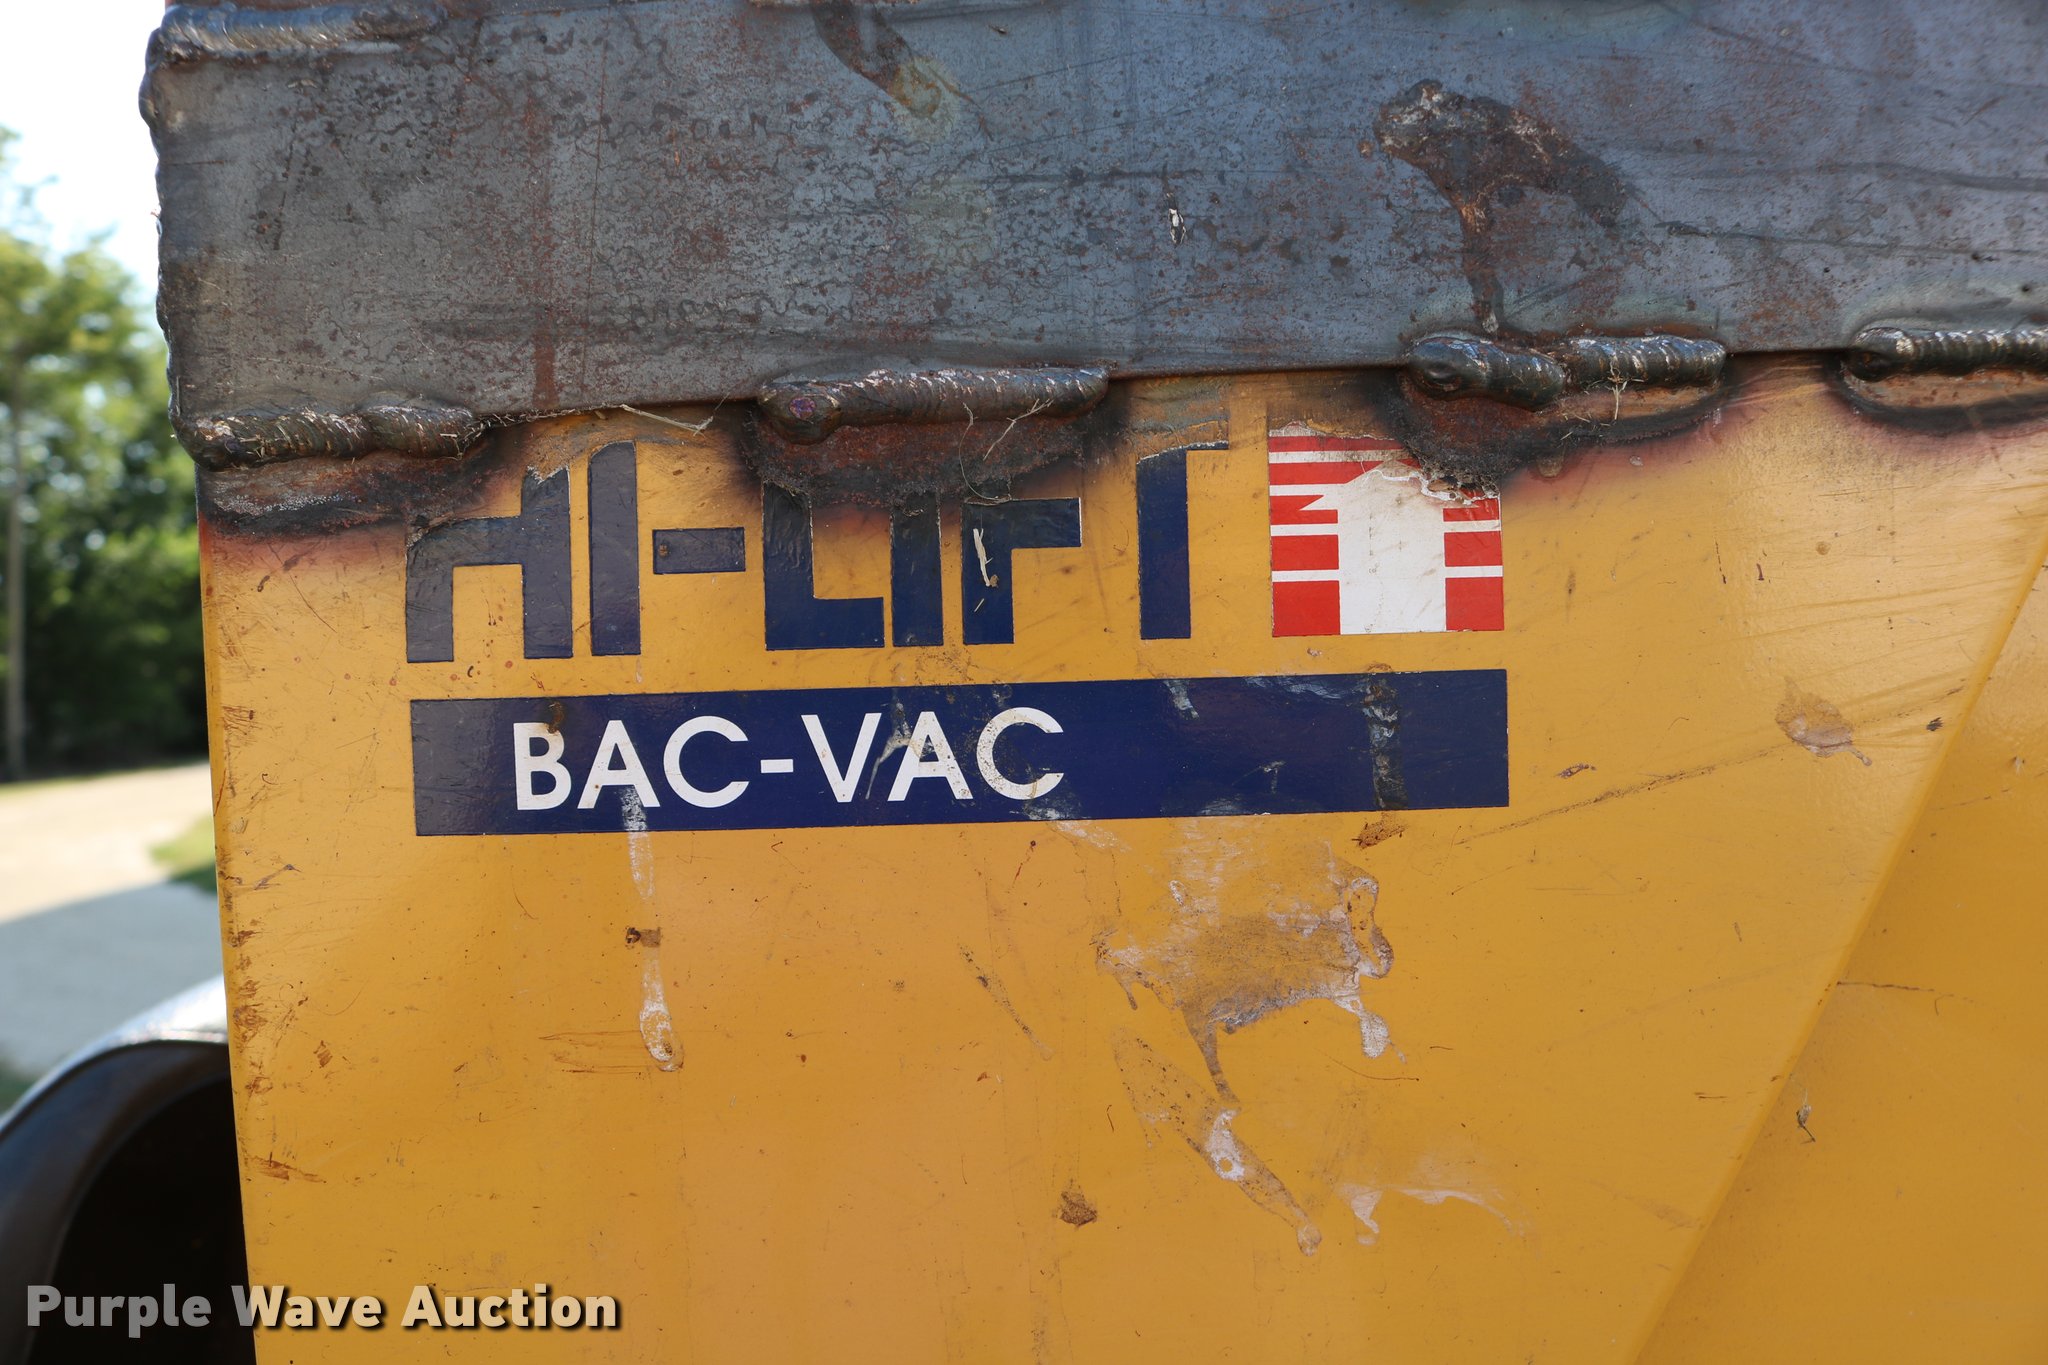 HI-LIFT
BAC-VAC
Purple Wave Auction